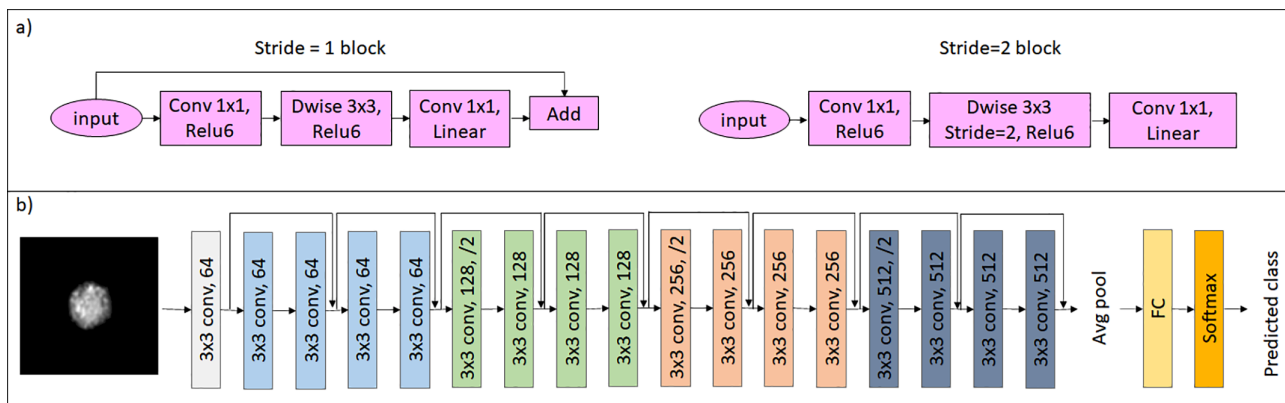 a)
Stride = 1 block
Stride=2 block
input
Conv 1x1,
Relu6
Dwise 3x3,
Relu6
Conv 1x1,
Linear
Add
input
Conv 1x1,
Relu6
Dwise 3x3
Stride=2, Relu6
Conv 1x1,
Linear
b)
3x3 conv, 64
3x3 conv, 64
3x3 conv, 64
3x3 conv, 64
3x3 conv, 64
3x3 conv, 128, /2
3x3 conv, 128
3x3 conv, 128
3x3 conv, 128
3x3 conv, 256, /2
3x3 conv, 256
3x3 conv, 256
3x3 conv, 256
3x3 conv, 512, /2
3x3 conv, 512
3x3 conv, 512
3x3 conv, 512
Avg pool
FC
Softmax
Predicted class